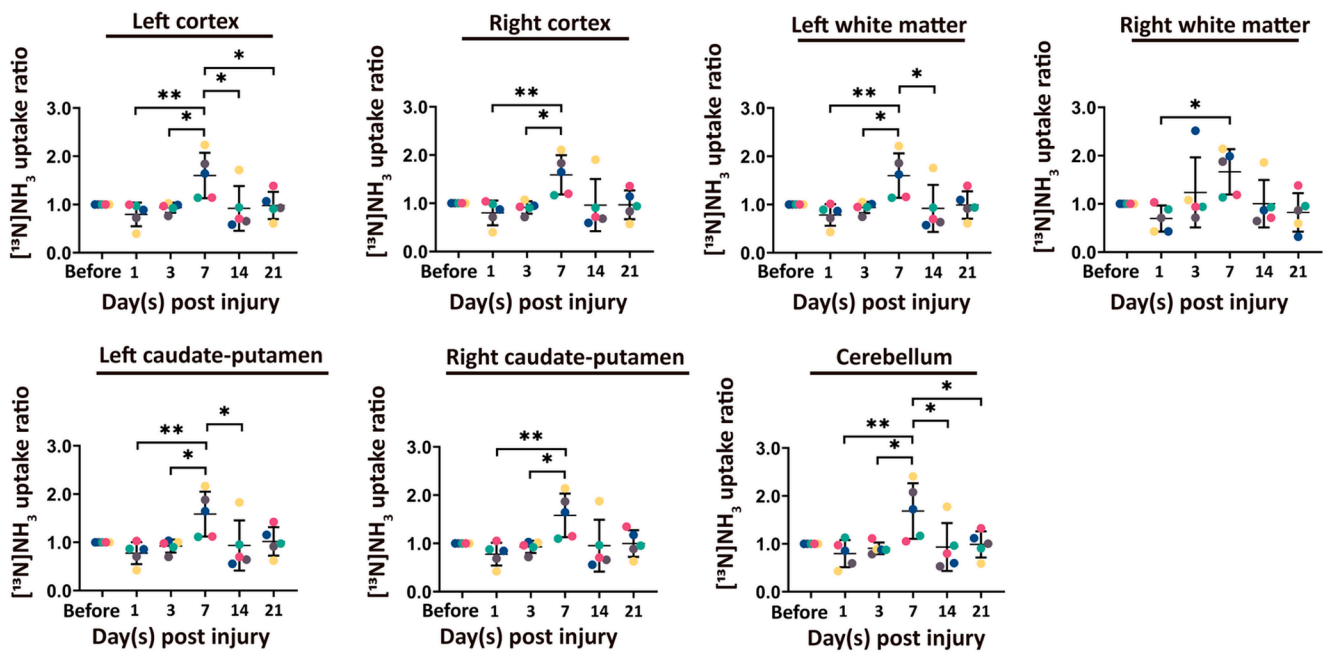 Left cortex
[¹³N]NH₃ uptake ratio
3.0
2.0
1.0
0.0
** * * *
Before 1 3 7 14 21
Day(s) post injury
Right cortex
[¹³N]NH₃ uptake ratio
3.0
2.0
1.0
0.0
** *
Before 1 3 7 14 21
Day(s) post injury
Left white matter
[¹³N]NH₃ uptake ratio
3.0
2.0
1.0
0.0
** * *
Before 1 3 7 14 21
Day(s) post injury
Right white matter
[¹³N]NH₃ uptake ratio
3.0
2.0
1.0
0.0
*
Before 1 3 7 14 21
Day(s) post injury
Left caudate-putamen
[¹³N]NH₃ uptake ratio
3.0
2.0
1.0
0.0
** * *
Before 1 3 7 14 21
Day(s) post injury
Right caudate-putamen
[¹³N]NH₃ uptake ratio
3.0
2.0
1.0
0.0
** *
Before 1 3 7 14 21
Day(s) post injury
Cerebellum
[¹³N]NH₃ uptake ratio
3.0
2.0
1.0
0.0
** * * *
Before 1 3 7 14 21
Day(s) post injury